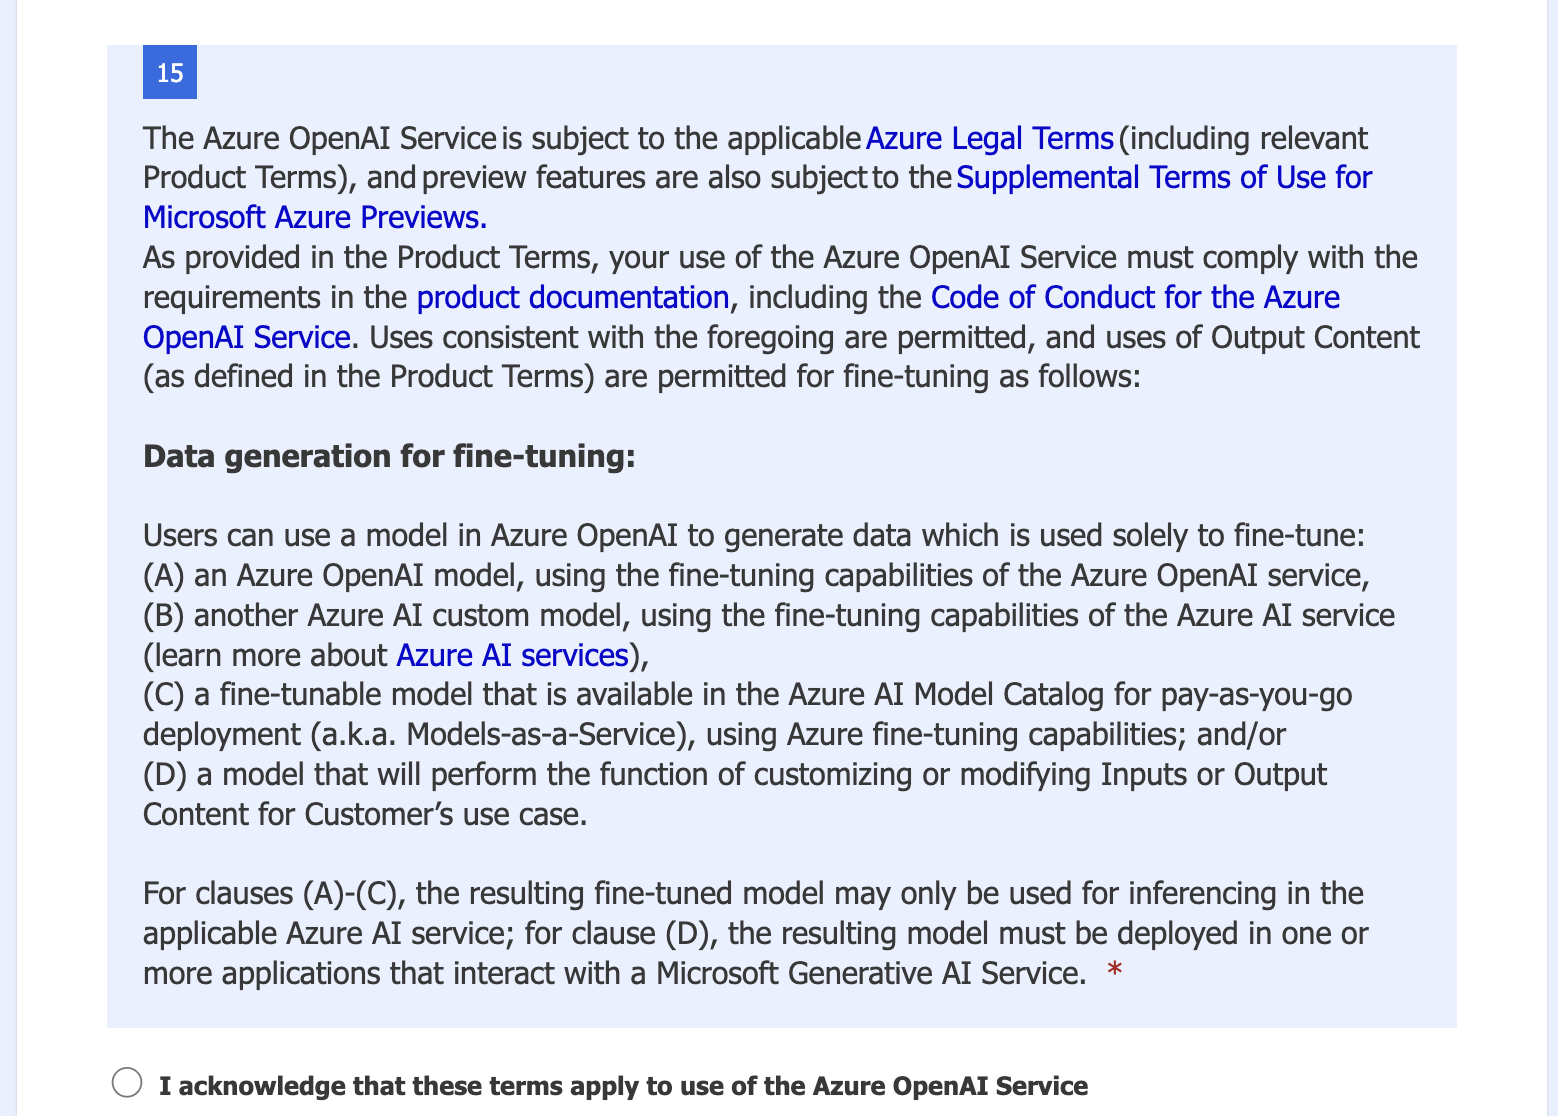 15
The Azure OpenAI Service is subject to the applicable Azure Legal Terms (including relevant
Product Terms), and preview features are also subject to the Supplemental Terms of Use for
Microsoft Azure Previews.
As provided in the Product Terms, your use of the Azure OpenAI Service must comply with the
requirements in the product documentation, including the Code of Conduct for the Azure
OpenAI Service. Uses consistent with the foregoing are permitted, and uses of Output Content
(as defined in the Product Terms) are permitted for fine-tuning as follows:
Data generation for fine-tuning:
Users can use a model in Azure OpenAI to generate data which is used solely to fine-tune:
(A) an Azure OpenAI model, using the fine-tuning capabilities of the Azure OpenAI service,
(B) another Azure AI custom model, using the fine-tuning capabilities of the Azure AI service
(learn more about Azure AI services),
(C) a fine-tunable model that is available in the Azure AI Model Catalog for pay-as-you-go
deployment (a.k.a. Models-as-a-Service), using Azure fine-tuning capabilities; and/or
(D) a model that will perform the function of customizing or modifying Inputs or Output
Content for Customer’s use case.
For clauses (A)-(C), the resulting fine-tuned model may only be used for inferencing in the
applicable Azure AI service; for clause (D), the resulting model must be deployed in one or
more applications that interact with a Microsoft Generative AI Service. *
I acknowledge that these terms apply to use of the Azure OpenAI Service